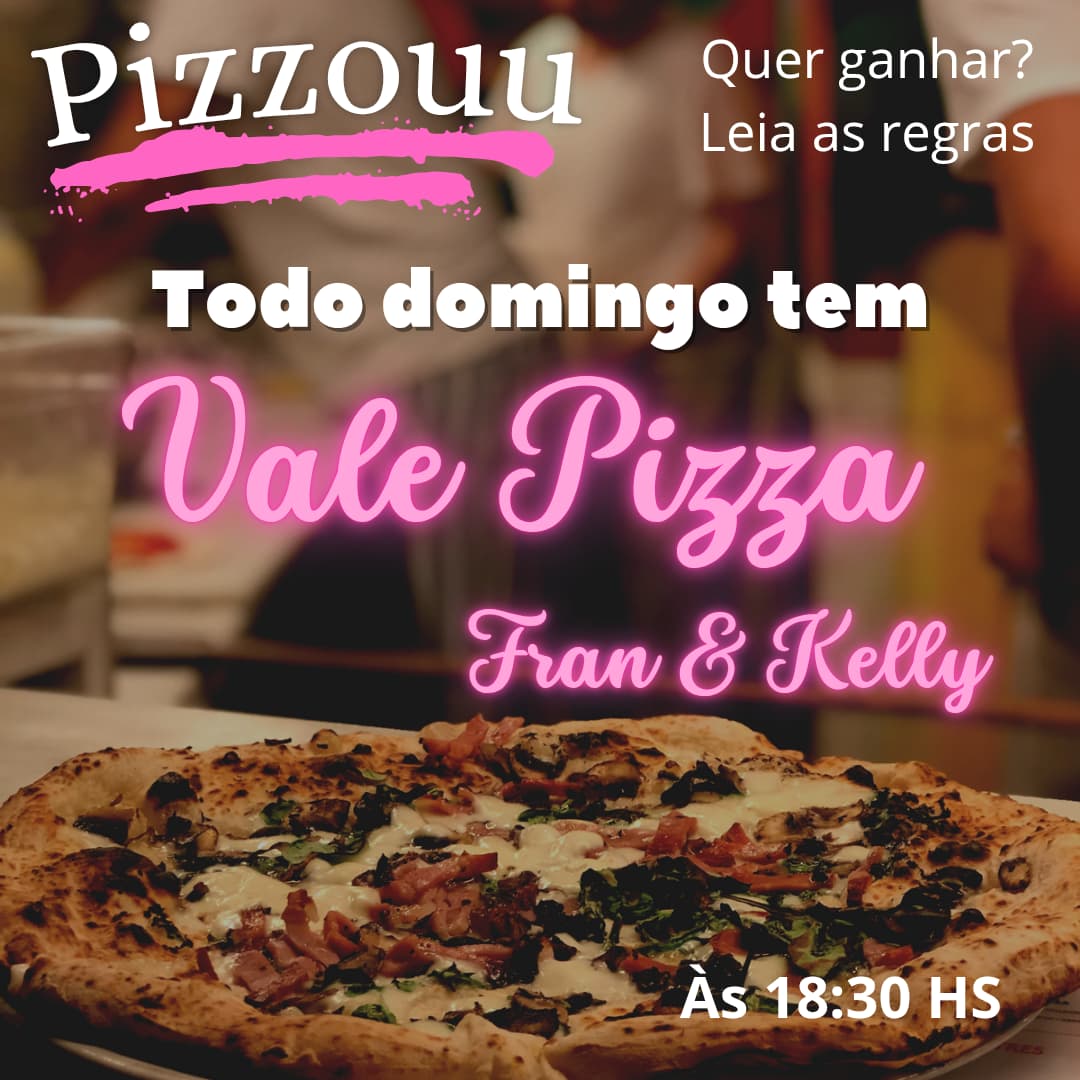 Pizzouu
Quer ganhar?
Leia as regras
Todo domingo tem
Vale Pizza
Fran & Kelly
Às 18:30 HS